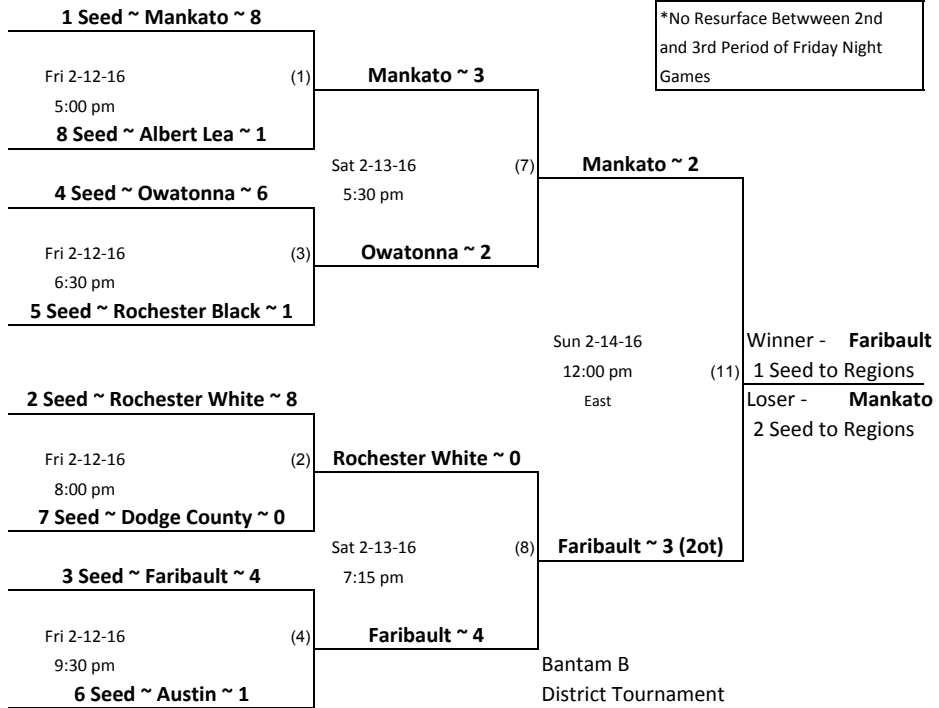 1 Seed ~ Mankato ~ 8
*No Resurface Betwween 2nd
and 3rd Period of Friday Night
Games
Fri 2-12-16 (1) Mankato ~ 3
5:00 pm
8 Seed ~ Albert Lea ~ 1
Sat 2-13-16 (7) Mankato ~ 2
4 Seed ~ Owatonna ~ 6
5:30 pm
Fri 2-12-16 (3) Owatonna ~ 2
6:30 pm
5 Seed ~ Rochester Black ~ 1
Sun 2-14-16
12:00 pm (11)
East
Winner - Faribault
1 Seed to Regions
Loser - Mankato
2 Seed to Regions
2 Seed ~ Rochester White ~ 8
Fri 2-12-16 (2) Rochester White ~ 0
8:00 pm
7 Seed ~ Dodge County ~ 0
Sat 2-13-16 (8) Faribault ~ 3 (2ot)
3 Seed ~ Faribault ~ 4
7:15 pm
Fri 2-12-16 (4) Faribault ~ 4
9:30 pm
6 Seed ~ Austin ~ 1
Bantam B
District Tournament